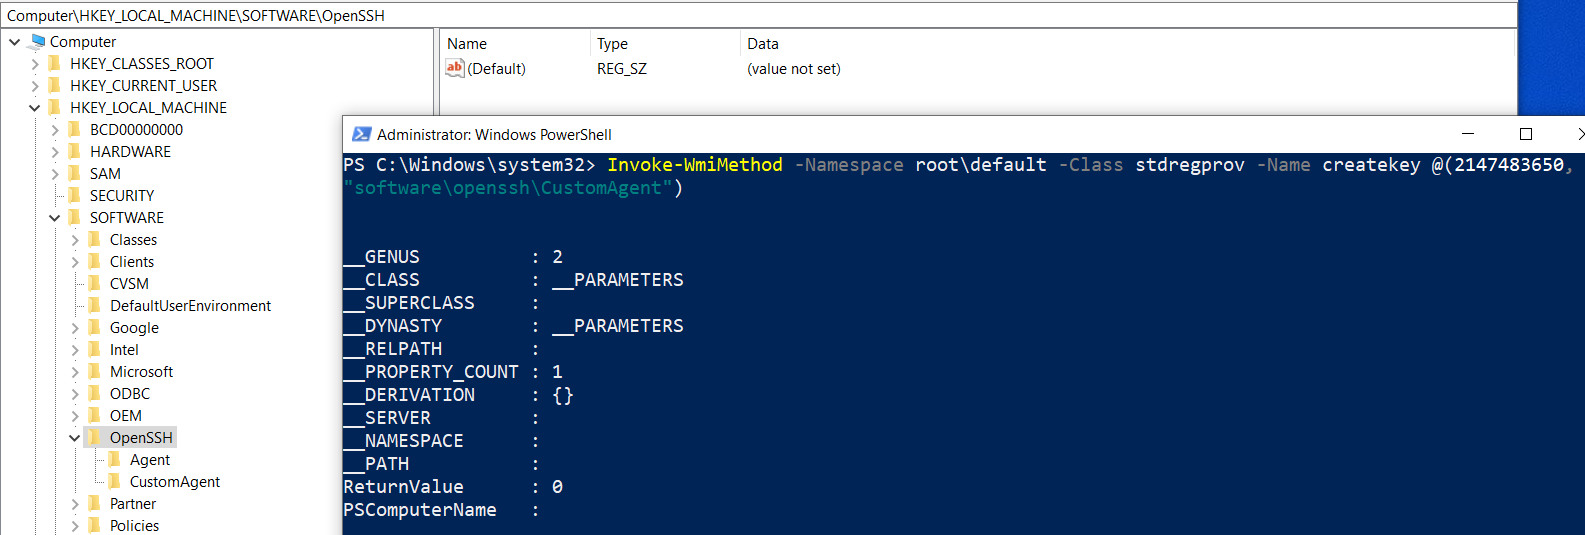 Computer\HKEY_LOCAL_MACHINE\SOFTWARE\OpenSSH
Computer
HKEY_CLASSES_ROOT
HKEY_CURRENT_USER
HKEY_LOCAL_MACHINE
BCD00000000
HARDWARE
SAM
SECURITY
SOFTWARE
Classes
Clients
CVSM
DefaultUserEnvironment
Google
Intel
Microsoft
ODBC
OEM
OpenSSH
Agent
CustomAgent
Partner
Policies
Name Type Data
ab (Default) REG_SZ (value not set)
Administrator: Windows PowerShell
PS C:\Windows\system32> Invoke-WmiMethod -Namespace root\default -Class stdregprov -Name createkey @(2147483650,
"software\openssh\CustomAgent")
__GENUS : 2
__CLASS : __PARAMETERS
__SUPERCLASS :
__DYNASTY : __PARAMETERS
__RELPATH :
__PROPERTY_COUNT : 1
__DERIVATION : {}
__SERVER :
__NAMESPACE :
__PATH :
ReturnValue : 0
PSComputerName :